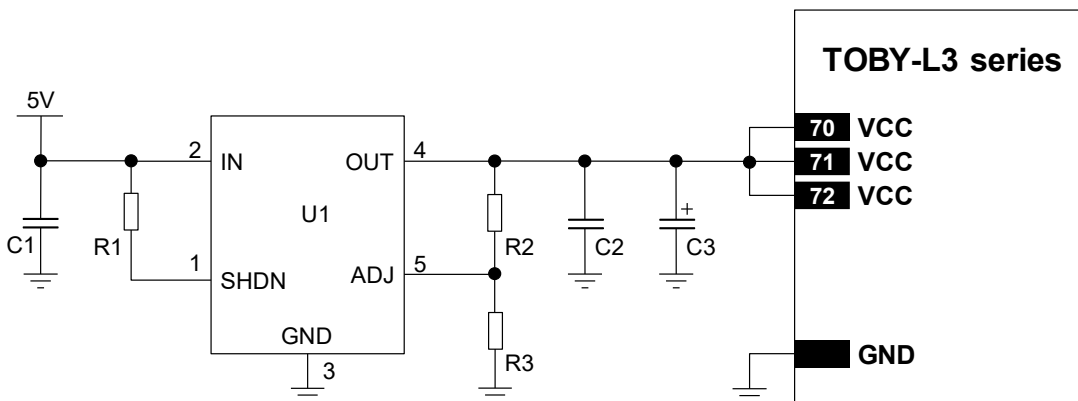 TOBY-L3 series
5V
70 VCC
2 IN OUT 4
71 VCC
72 VCC
U1
C1 R1 R2 C2 + C3
1 SHDN ADJ 5
GND
3
R3
GND